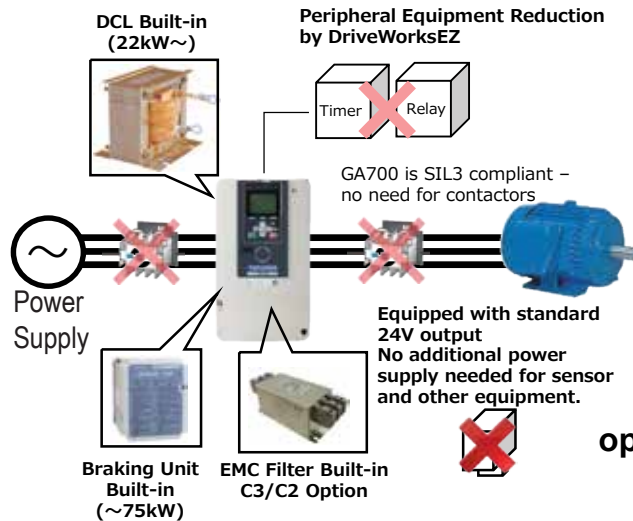 DCL Built-in
(22kW～)
Peripheral Equipment Reduction
by DriveWorksEZ
Timer
Relay
GA700 is SIL3 compliant –
no need for contactors
Power
Supply
Equipped with standard
24V output
No additional power
supply needed for sensor
and other equipment.
op
Braking Unit
Built-in
(～75kW)
EMC Filter Built-in
C3/C2 Option